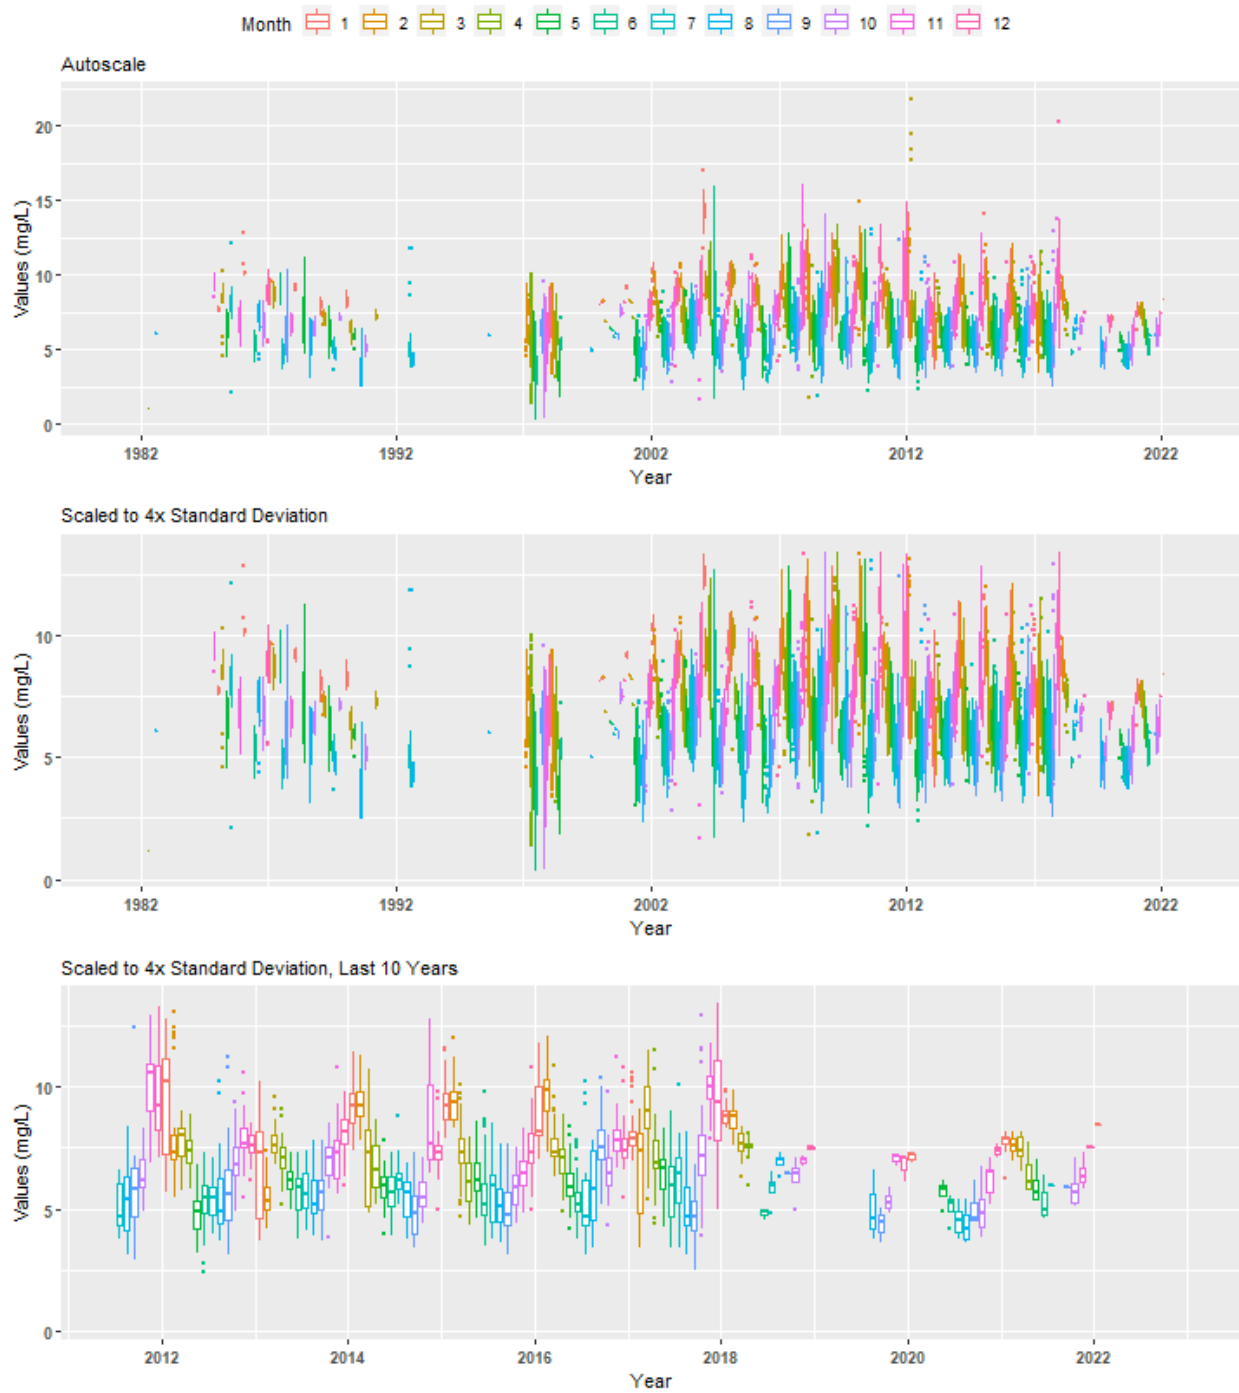 Month 1 2 3 4 5 6 7 8 9 10 11 12
Autoscale
Values (mg/L)
20
15
10
5
0
1982 1992 2002 2012 2022
Year
Scaled to 4x Standard Deviation
Values (mg/L)
10
5
0
1982 1992 2002 2012 2022
Year
Scaled to 4x Standard Deviation, Last 10 Years
Values (mg/L)
10
5
0
2012 2014 2016 2018 2020 2022
Year